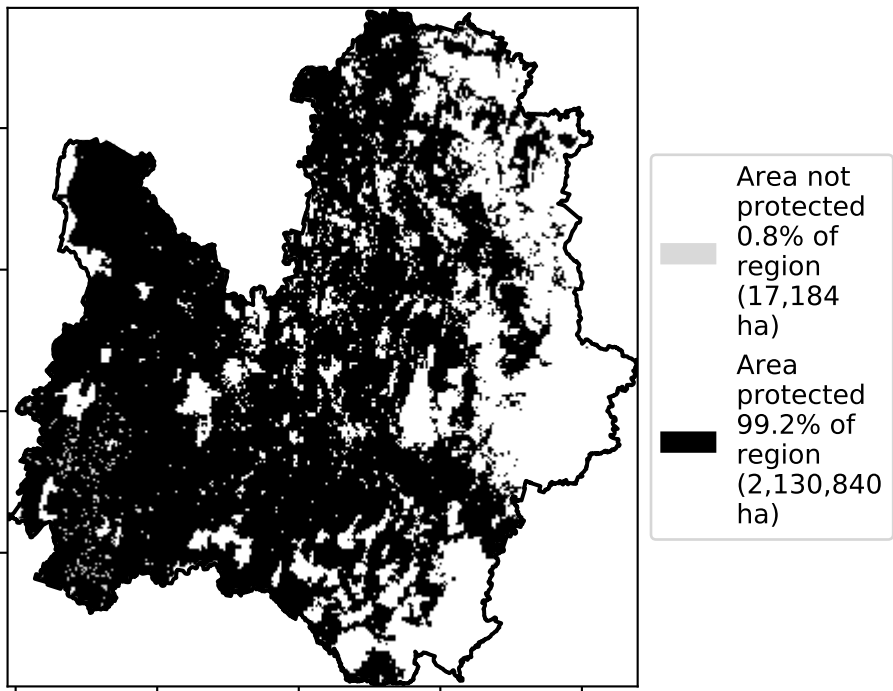 Area not
protected
0.8% of
region
(17,184
ha)
Area
protected
99.2% of
region
(2,130,840
ha)